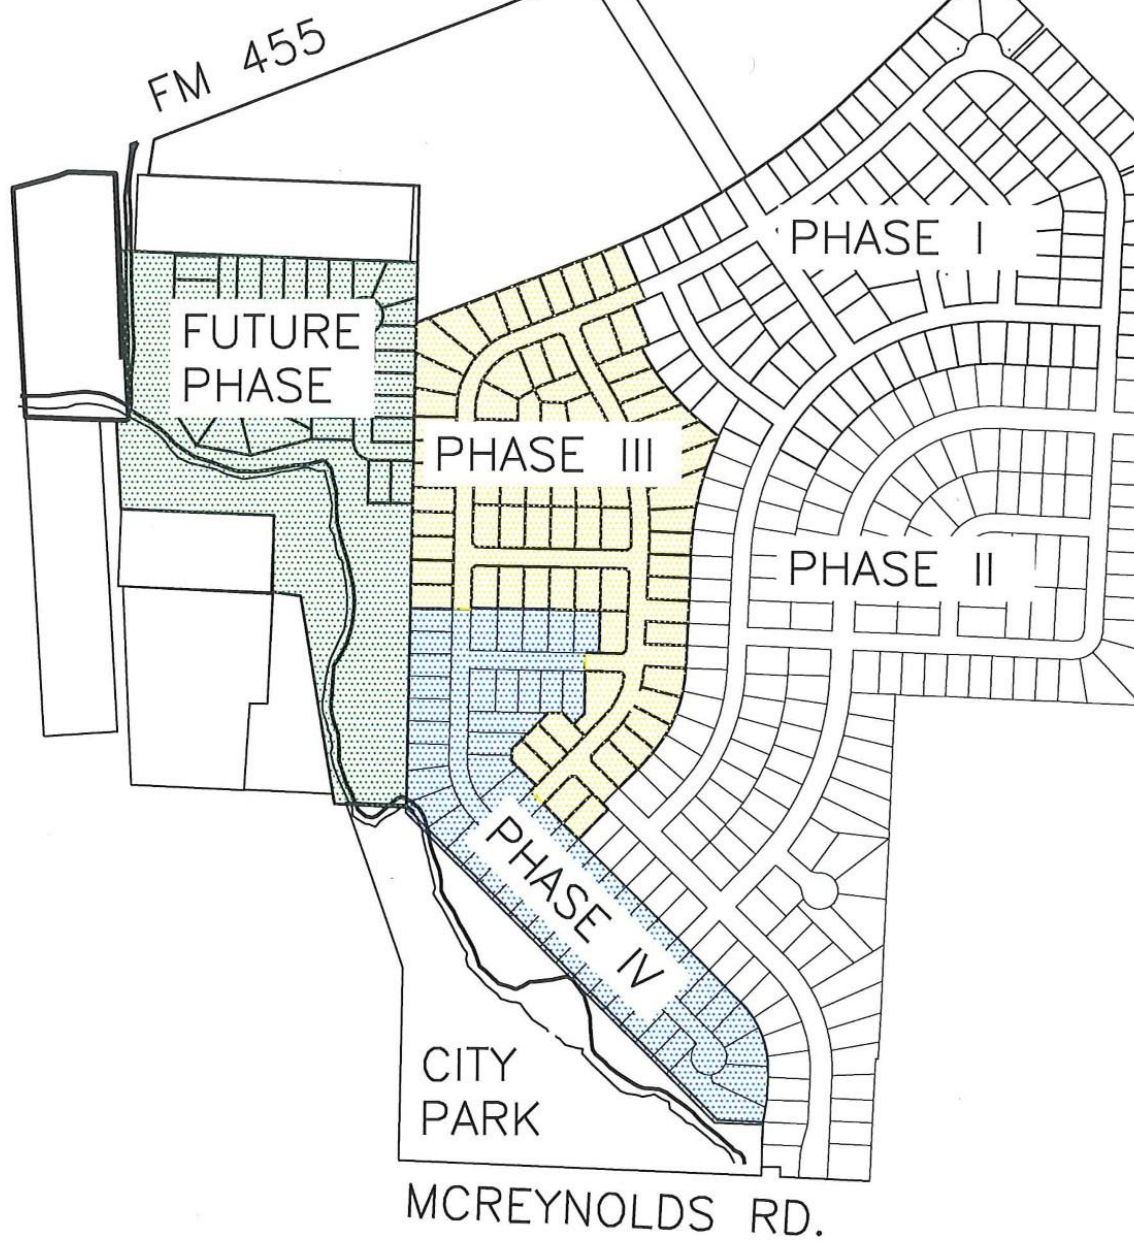 FM 455
PHASE I
FUTURE
PHASE
PHASE III
PHASE II
PHASE IV
CITY
PARK
MCREYNOLDS RD.